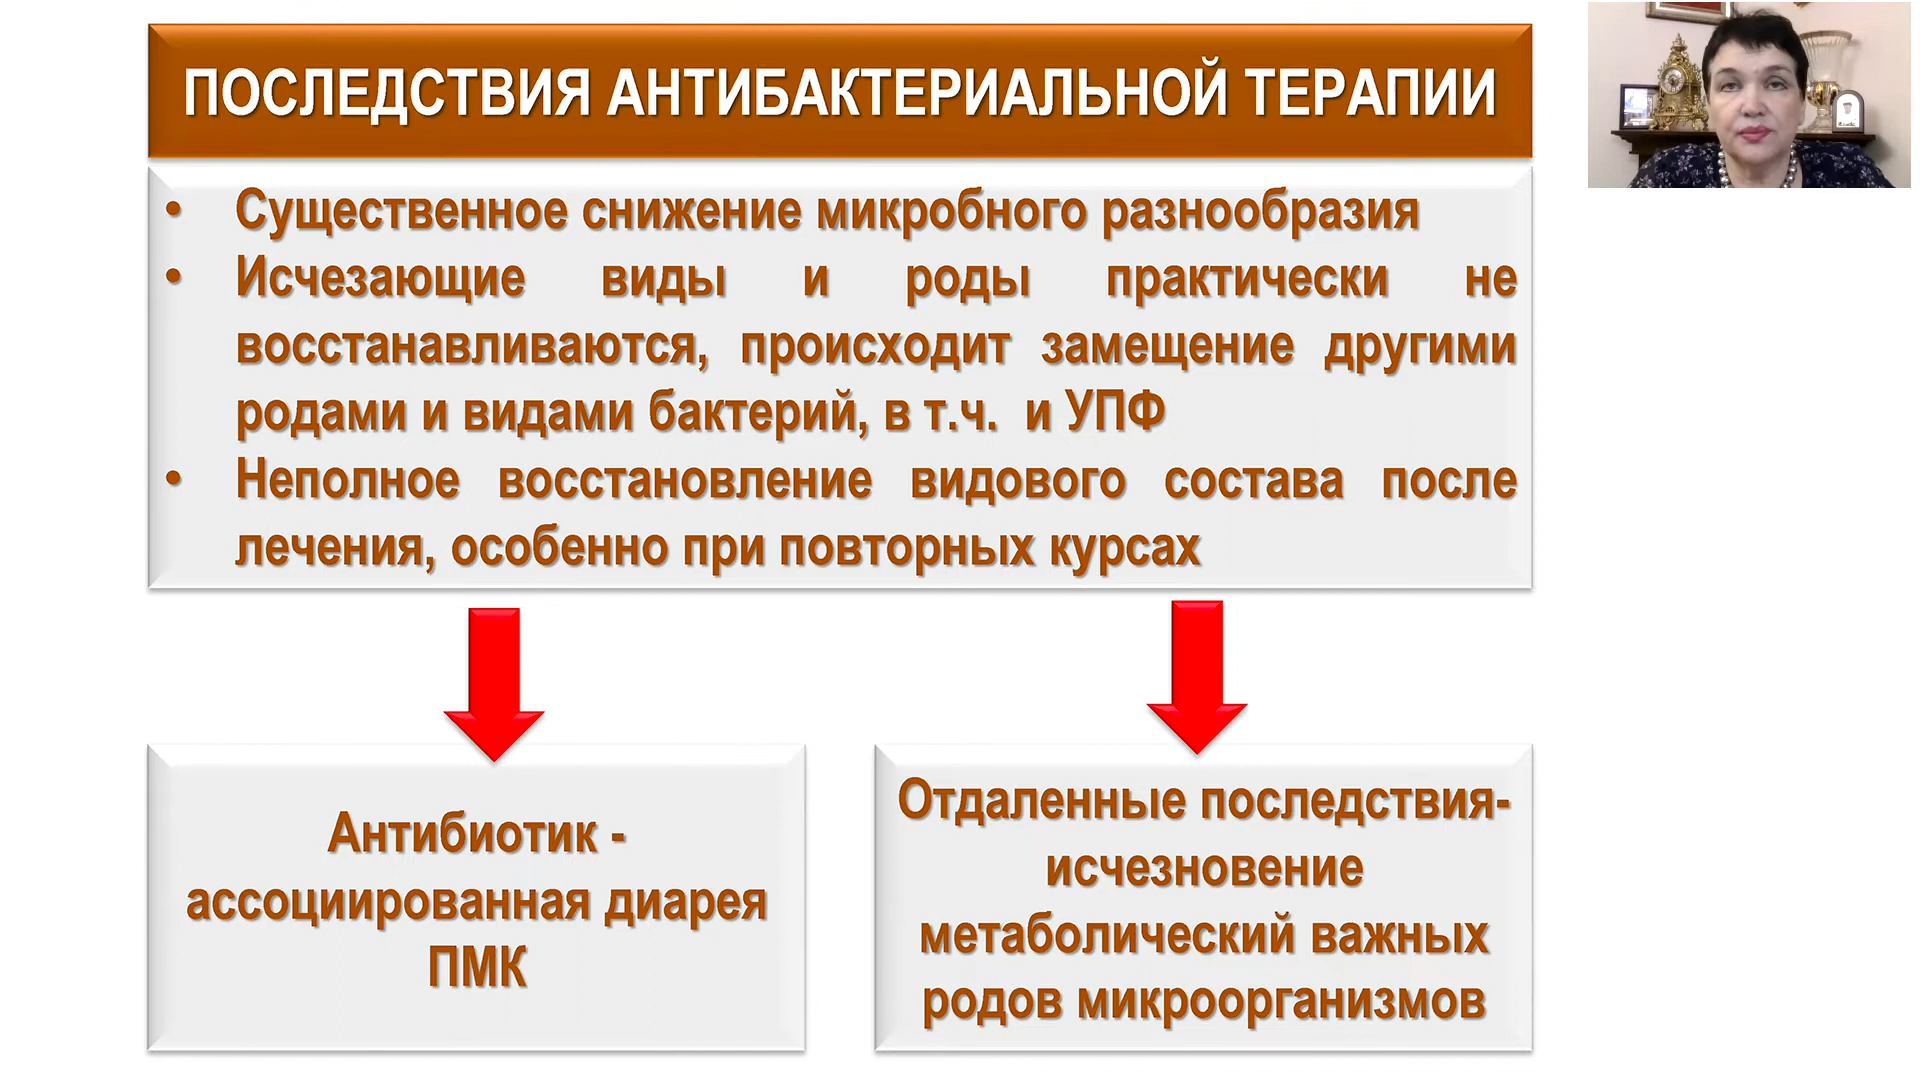 ПОСЛЕДСТВИЯ АНТИБАКТЕРИАЛЬНОЙ ТЕРАПИИ
• Существенное снижение микробного разнообразия
• Исчезающие виды и роды практически не
восстанавливаются, происходит замещение другими
родами и видами бактерий, в т.ч. и УПФ
• Неполное восстановление видового состава после
лечения, особенно при повторных курсах
Антибиотик -
ассоциированная диарея
ПМК
Отдаленные последствия-
исчезновение
метаболический важных
родов микроорганизмов